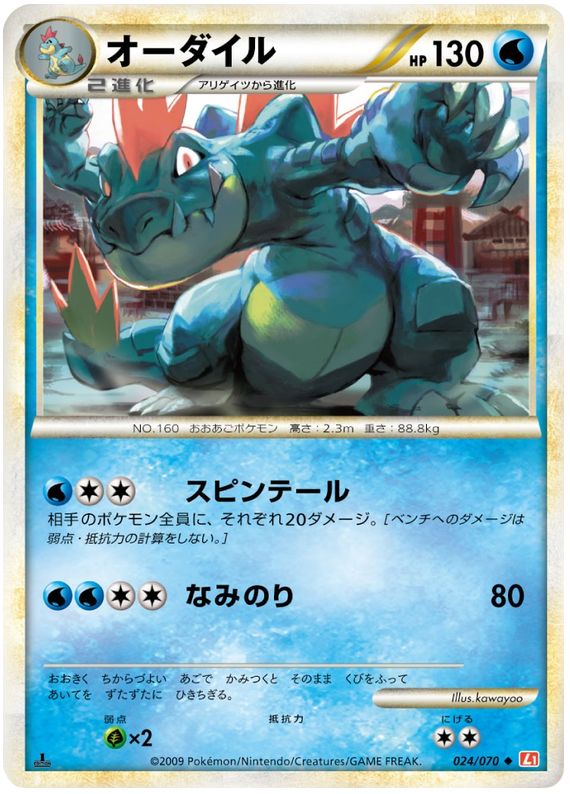 オーダイル
HP130
2進化
アリゲイツから進化
NO.160 おおあごポケモン 高さ：2.3m 重さ：88.8kg
スピンテール
相手のポケモン全員に、それぞれ20ダメージ。［ベンチへのダメージは
弱点・抵抗力の計算をしない。］
なみのり 80
おおきく ちからづよい あごで かみつくと そのまま くびをふって
あいてを ずたずたに ひきちぎる。
Illus.kawayoo
弱点 抵抗力 にげる
×2
1 EDITION
©2009 Pokémon/Nintendo/Creatures/GAME FREAK.
024/070 ◆ L1